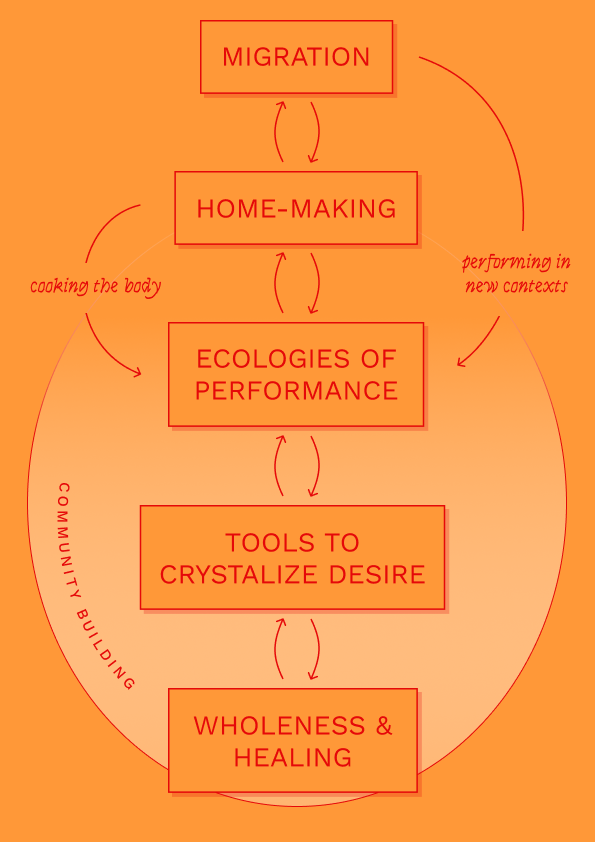 MIGRATION
HOME-MAKING
cooking the body
performing in
new contexts
ECOLOGIES OF
PERFORMANCE
COMMUNITY BUILDING
TOOLS TO
CRYSTALIZE DESIRE
WHOLENESS &
HEALING